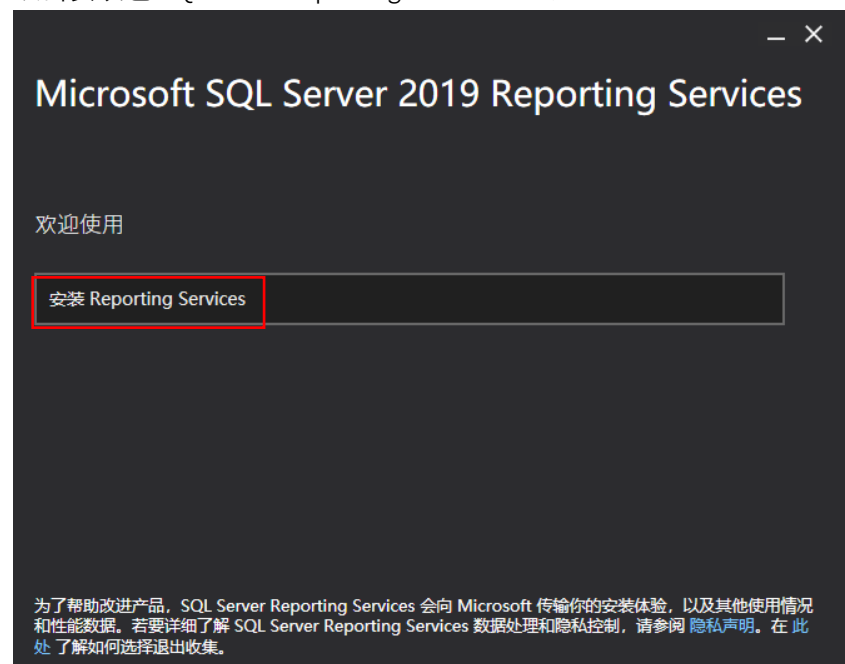 Microsoft SQL Server 2019 Reporting Services
欢迎使用
安装 Reporting Services
为了帮助改进产品，SQL Server Reporting Services 会向 Microsoft 传输你的安装体验，以及其他使用情况
和性能数据。若要详细了解 SQL Server Reporting Services 数据处理和隐私控制，请参阅 隐私声明。在 此
处 了解如何选择退出收集。